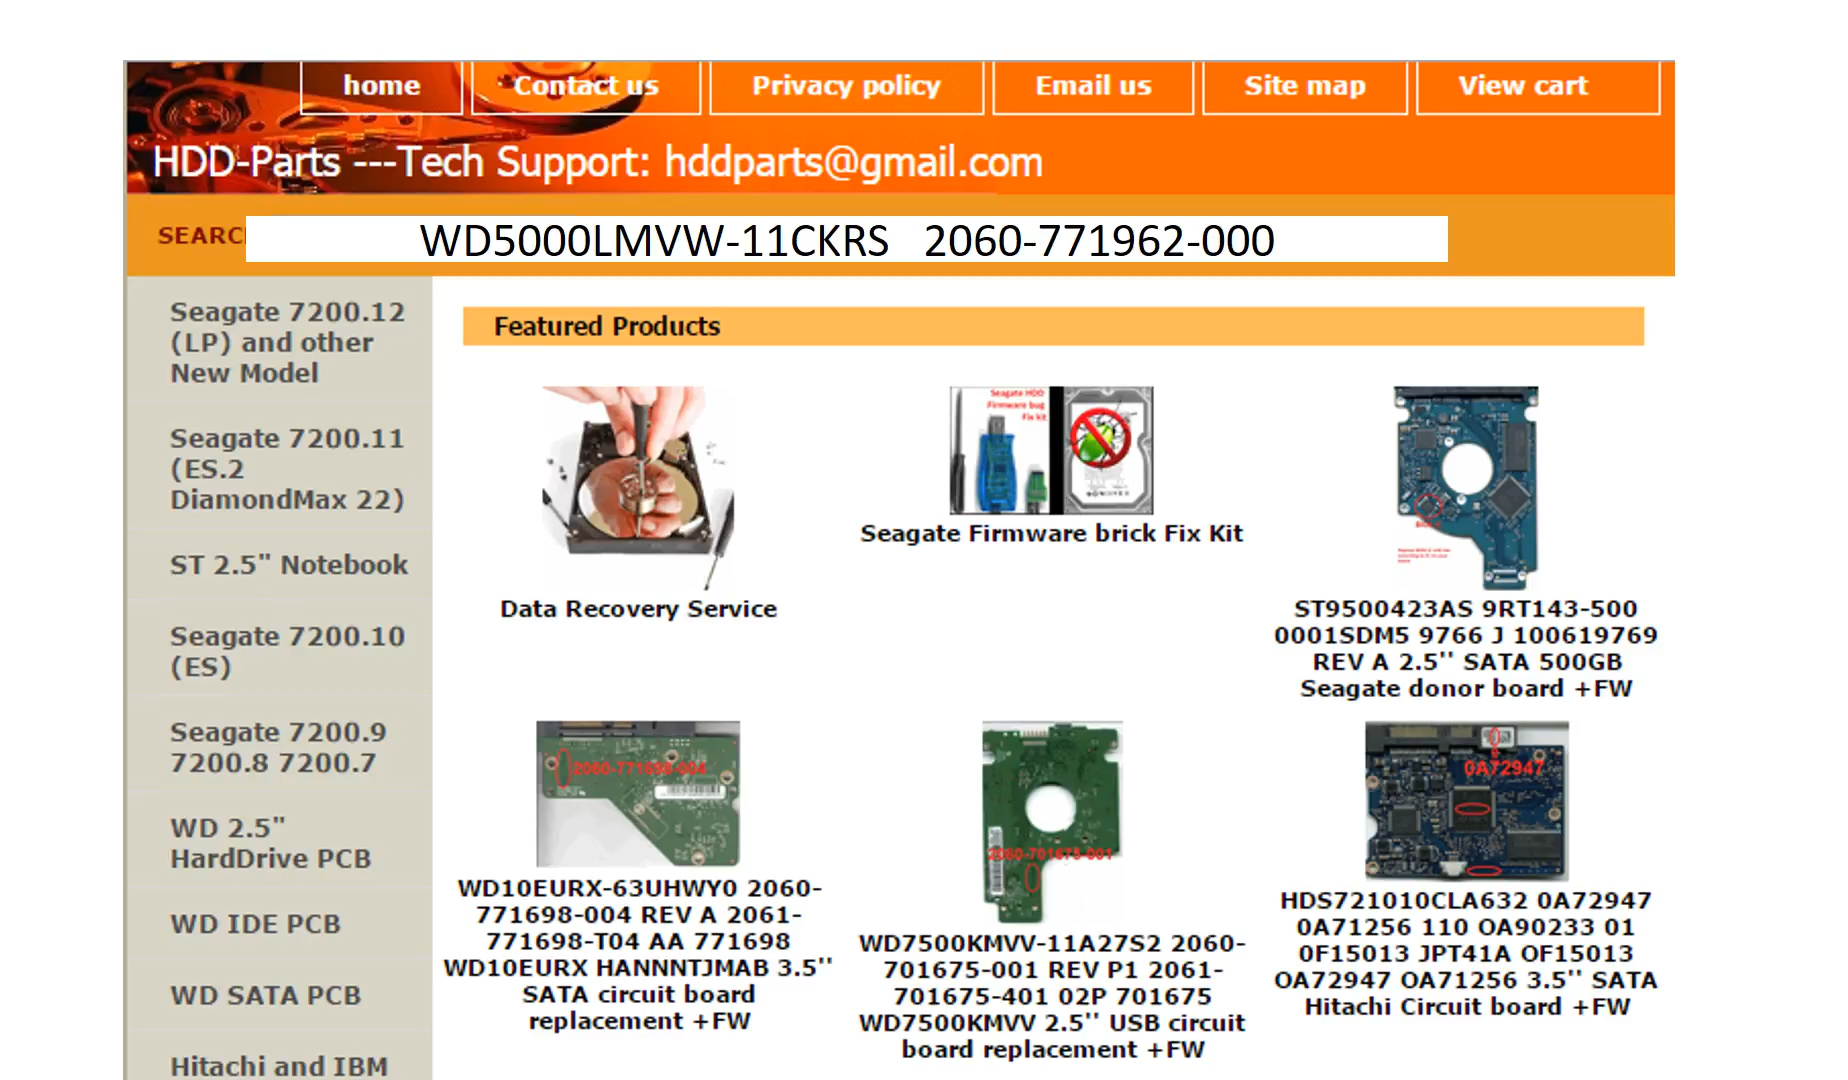 home
Contact us
Privacy policy
Email us
Site map
View cart
HDD-Parts ---Tech Support: hddparts@gmail.com
WD5000LMVW-11CKRS 2060-771962-000
Seagate 7200.12
(LP) and other
New Model
Seagate 7200.11
(ES.2
DiamondMax 22)
ST 2.5" Notebook
Seagate 7200.10
(ES)
Seagate 7200.9
7200.8 7200.7
WD 2.5"
HardDrive PCB
WD IDE PCB
WD SATA PCB
Hitachi and IBM
Featured Products
Data Recovery Service
Seagate HDD
Firmware bug
Fix kit
Seagate Firmware brick Fix Kit
ST9500423AS 9RT143-500
0001SDM5 9766 J 100619769
REV A 2.5'' SATA 500GB
Seagate donor board +FW
2060-771698-004
WD10EURX-63UHWY0 2060-
771698-004 REV A 2061-
771698-T04 AA 771698
WD10EURX HANNNTJMAB 3.5''
SATA circuit board
replacement +FW
2060-701675-001
WD7500KMVV-11A27S2 2060-
701675-001 REV P1 2061-
701675-401 02P 701675
WD7500KMVV 2.5'' USB circuit
board replacement +FW
0A72947
HDS721010CLA632 0A72947
0A71256 110 OA90233 01
0F15013 JPT41A OF15013
OA72947 OA71256 3.5'' SATA
Hitachi Circuit board +FW